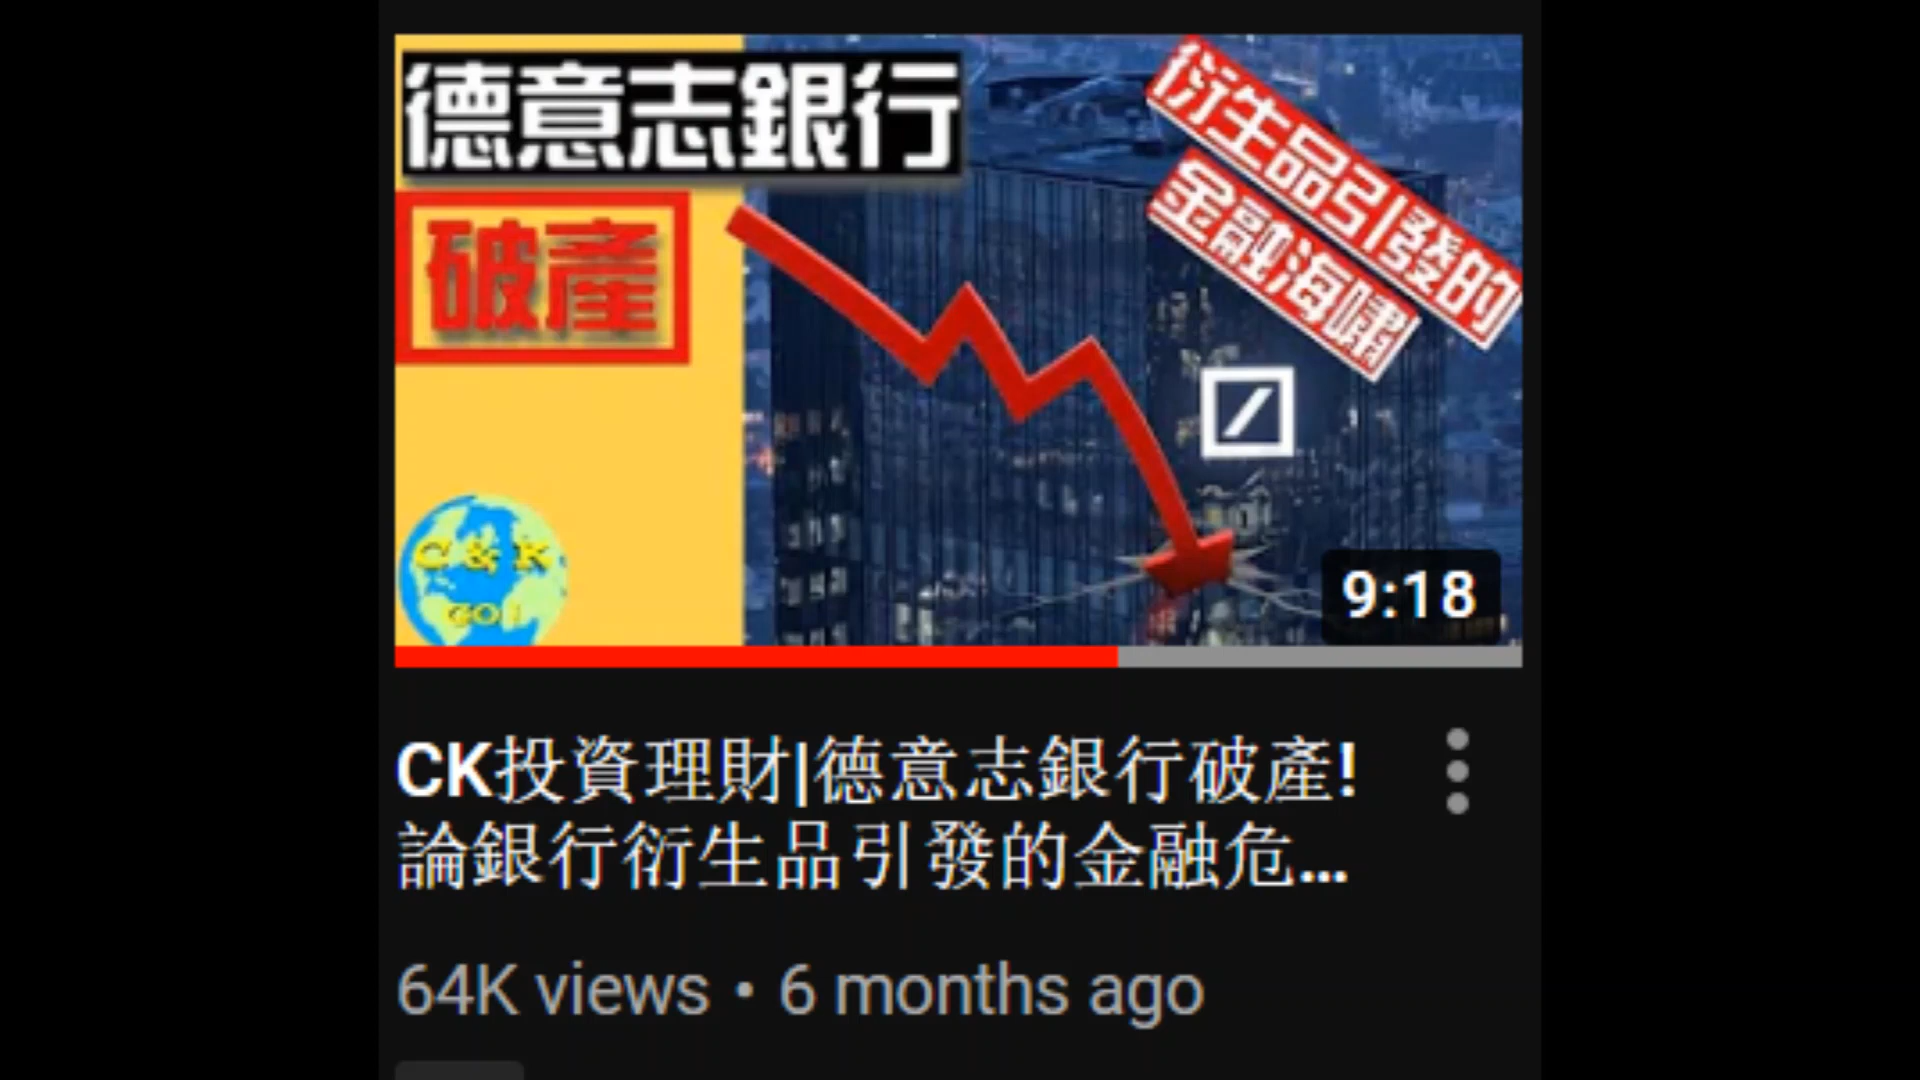 德意志銀行
破產
衍生品引發的
金融海嘯
C & K
GO!
9:18
CK投資理財|德意志銀行破產!
論銀行衍生品引發的金融危...
64K views • 6 months ago